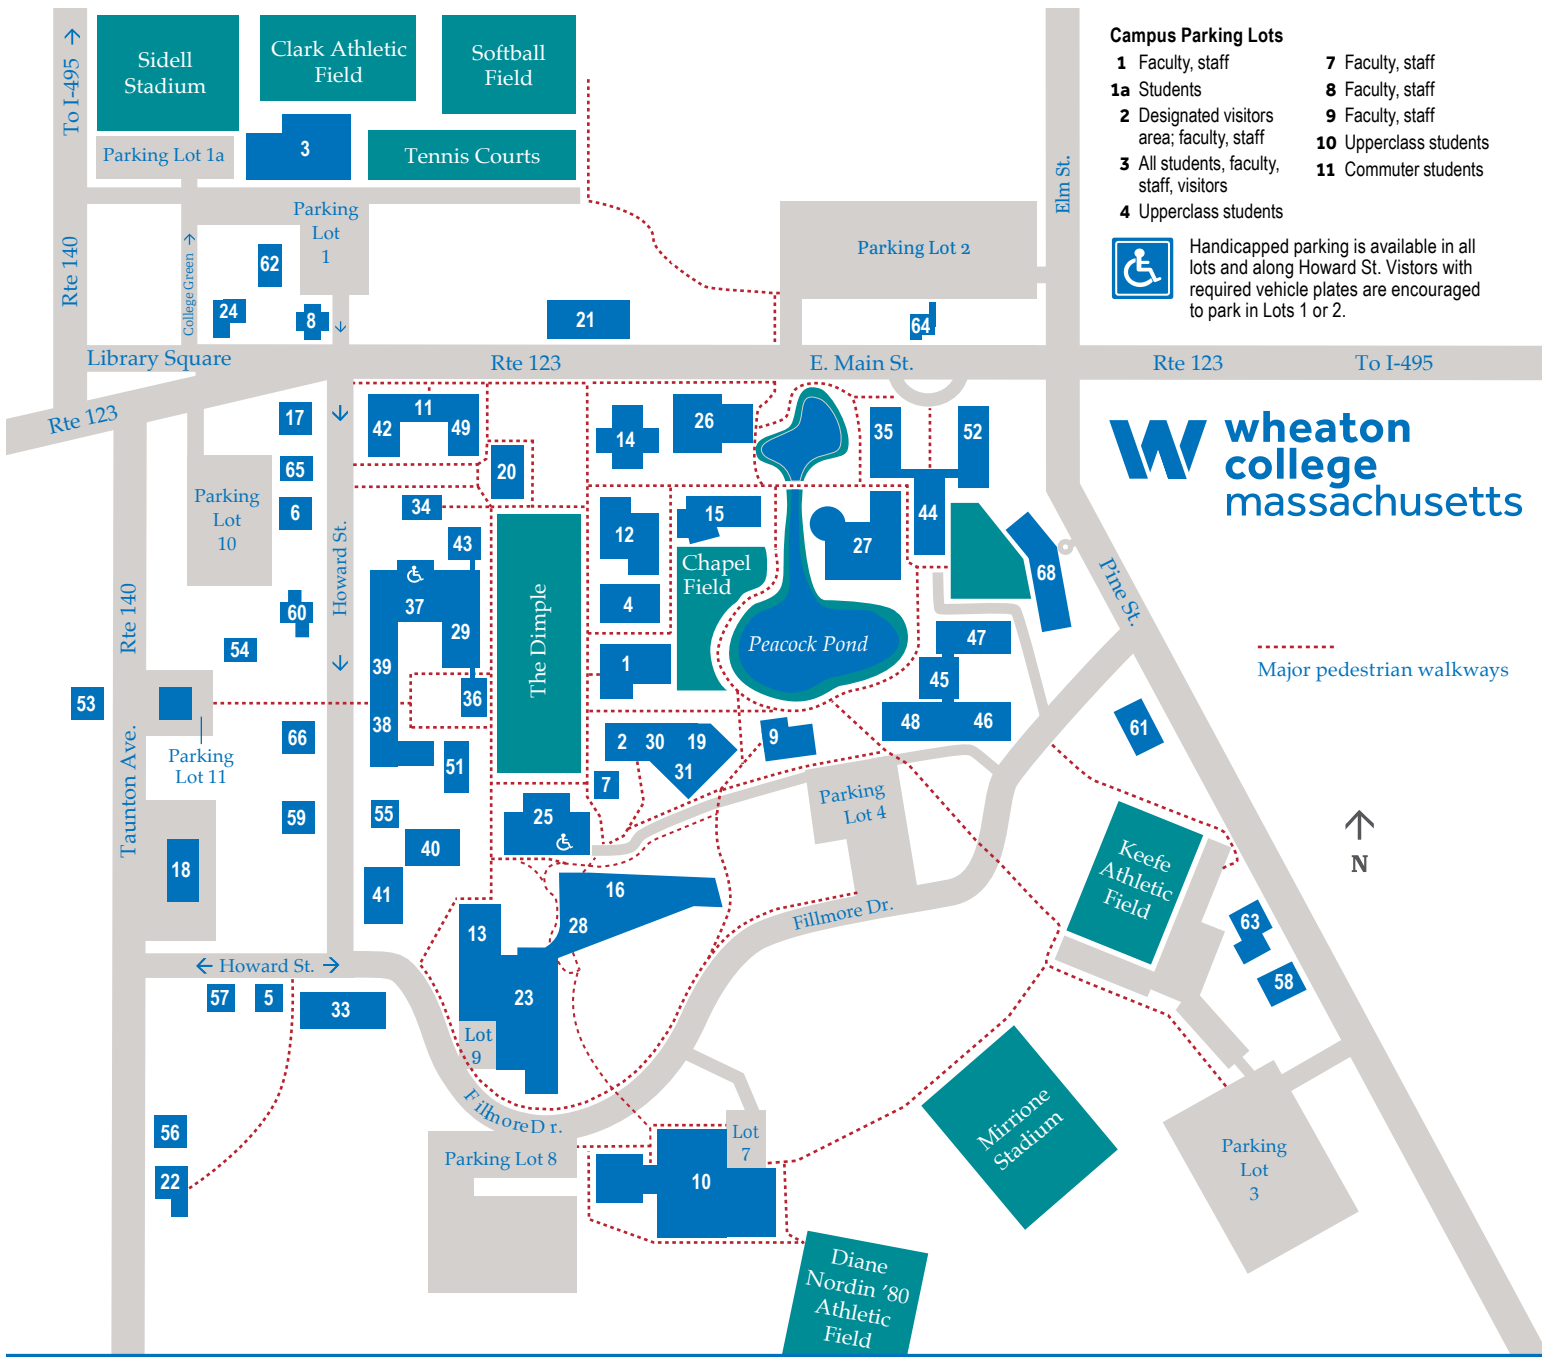 Campus Parking Lots
1 Faculty, staff
1a Students
2 Designated visitors
area; faculty, staff
3 All students, faculty,
staff, visitors
4 Upperclass students
7 Faculty, staff
8 Faculty, staff
9 Faculty, staff
10 Upperclass students
11 Commuter students
Handicapped parking is available in all
lots and along Howard St. Vistors with
required vehicle plates are encouraged
to park in Lots 1 or 2.
To I-495
Sidell
Stadium
Clark Athletic
Field
Softball
Field
Parking Lot 1a
3
Tennis Courts
Elm St.
Rte 140
College Green
Parking
Lot
1
Parking Lot 2
62
24
8
21
64
Library Square
Rte 123
E. Main St.
Rte 123
To I-495
Rte 123
17
11
42
49
14
26
35
52
wheaton
college
massachusetts
65
20
Parking
Lot
10
6
34
12
15
44
27
43
Howard St.
Chapel
Field
68
Pine St.
37
4
60
29
The Dimple
Peacock Pond
47
Rte 140
54
39
1
45
Major pedestrian walkways
53
36
38
48
46
61
66
2
30
19
9
31
Parking
Lot 11
51
7
Taunton Ave.
59
55
25
Parking
Lot 4
40
Keefe
Athletic
Field
N
18
41
16
28
13
Fillmore Dr.
63
Howard St.
58
57
5
33
23
Lot
9
Fillmore Dr.
56
Mirrione
Stadium
Lot
7
Parking Lot 8
Parking
Lot
3
22
10
Diane
Nordin ’80
Athletic
Field